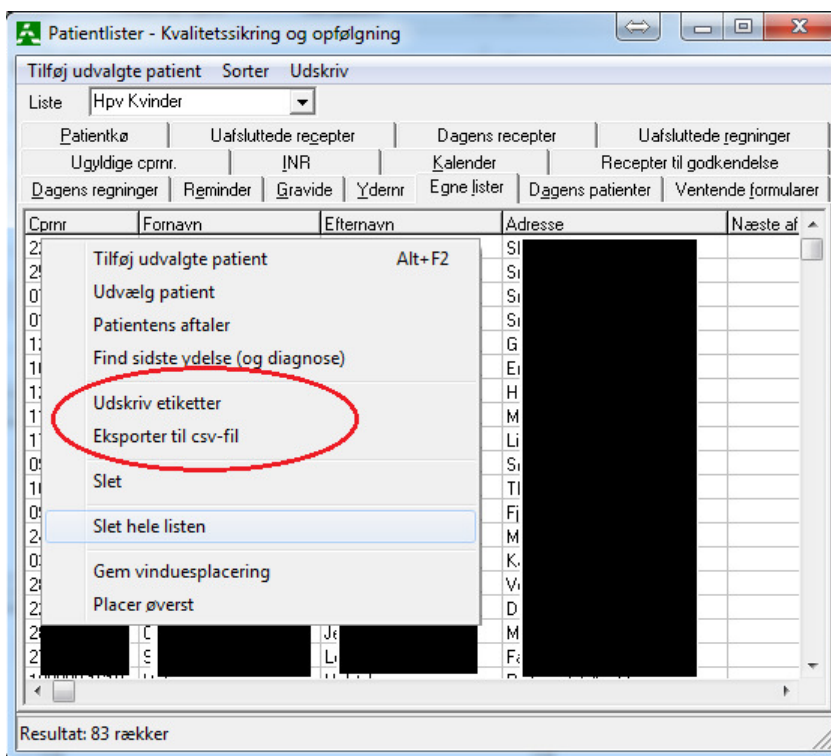 Patientlister - Kvalitetssikring og opfølgning
Tilføj udvalgte patient Sorter Udskriv
Liste Hpv Kvinder
Patientkø Uafsluttede recepter Dagens recepter Uafsluttede regninger
Ugyldige cprnr. INR Kalender Recepter til godkendelse
Dagens regninger Reminder Gravide Ydernr Egne lister Dagens patienter Ventende formularer
Cprnr Fornavn Efternavn Adresse Næste af
Tilføj udvalgte patient Alt+F2
Udvælg patient
Patientens aftaler
Find sidste ydelse (og diagnose)
Udskriv etiketter
Eksporter til csv-fil
Slet
Slet hele listen
Gem vinduesplacering
Placer øverst
Resultat: 83 rækker